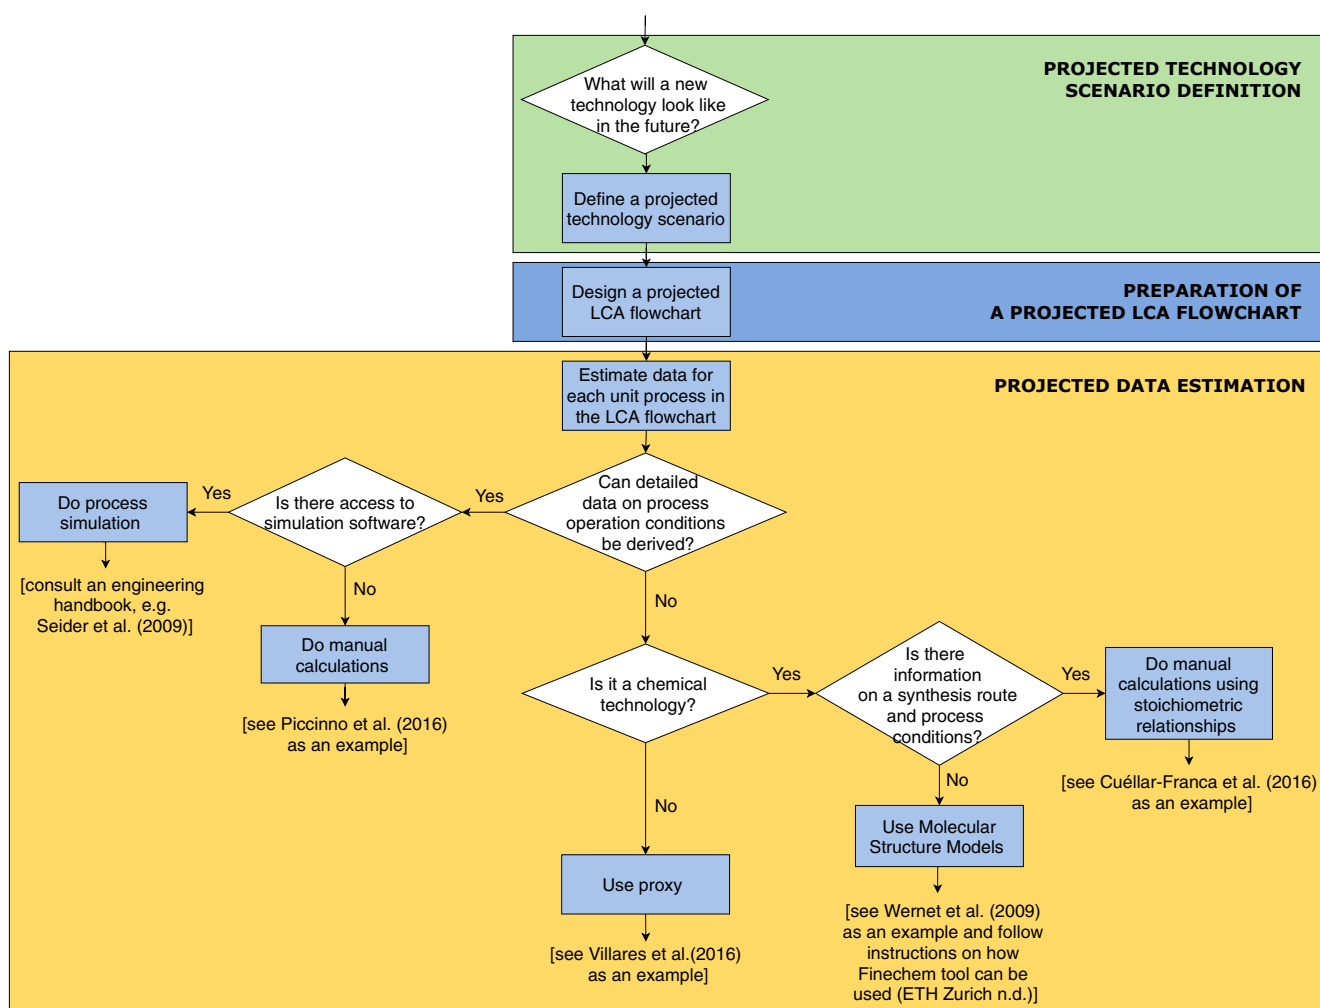 What will a new
technology look like
in the future?
PROJECTED TECHNOLOGY
SCENARIO DEFINITION
Define a projected
technology scenario
Design a projected
LCA flowchart
PREPARATION OF
A PROJECTED LCA FLOWCHART
Estimate data for
each unit process in
the LCA flowchart
PROJECTED DATA ESTIMATION
Can detailed
data on process
operation conditions
be derived?
Yes
Is there access to
simulation software?
Yes
Do process
simulation
[consult an engineering
handbook, e.g.
Seider et al. (2009)]
No
Do manual
calculations
[see Piccinno et al. (2016)
as an example]
No
Is it a chemical
technology?
Yes
Is there
information
on a synthesis route
and process
conditions?
Yes
Do manual
calculations using
stoichiometric
relationships
[see Cuéllar-Franca et al. (2016)
as an example]
No
Use Molecular
Structure Models
[see Wernet et al. (2009)
as an example and follow
instructions on how
Finechem tool can be
used (ETH Zurich n.d.)]
No
Use proxy
[see Villares et al.(2016)
as an example]